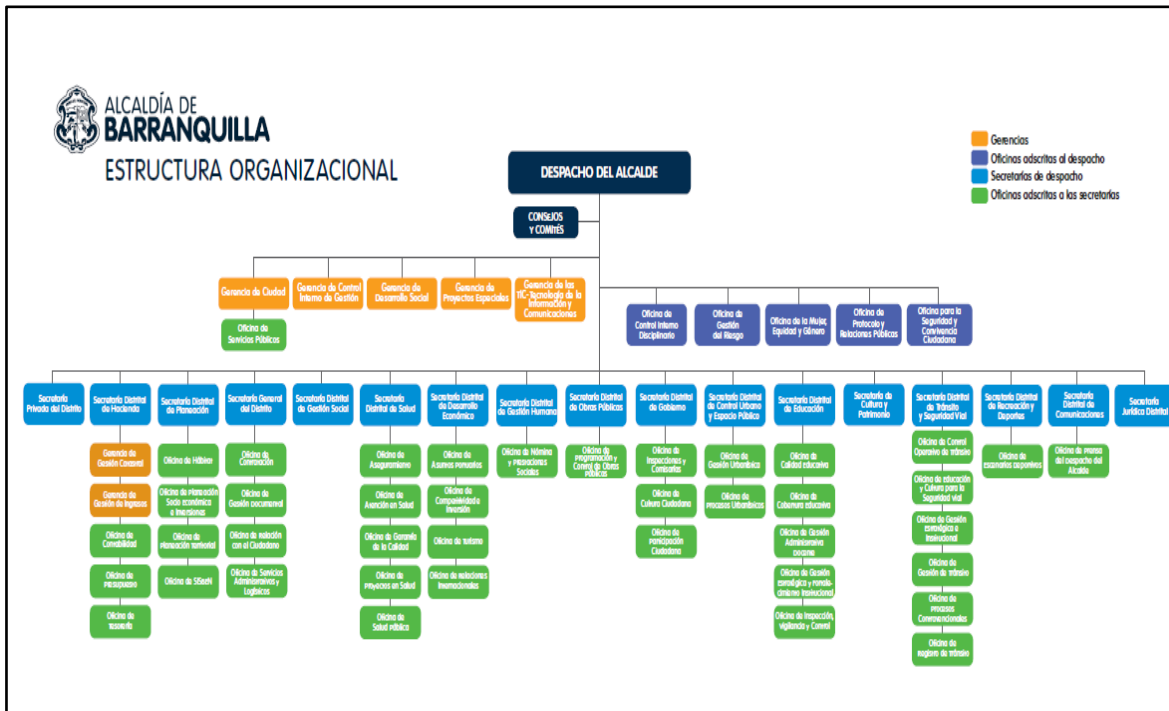 ALCALDÍA DE
BARRANQUILLA
ESTRUCTURA ORGANIZACIONAL
Gerencias
Oficinas adscritas al despacho
Secretarías de despacho
Oficinas adscritas a las secretarías
DESPACHO DEL ALCALDE
CONSEJOS
Y COMITÉS
Gerencia de Ciudad
Gerencia de Control
Interno de Gestión
Gerencia de
Desarrollo Social
Gerencia de
Proyectos Especiales
Gerencia de las
TIC-Tecnología de la
Información y
Comunicaciones
Oficina de
Servicios Públicos
Oficina de
Control Interno
Disciplinario
Oficina de
Gestión
del Riesgo
Oficina de la Mujer,
Equidad y Género
Oficina de
Protocolo y
Relaciones Públicas
Oficina para la
Seguridad y
Convivencia
Ciudadana
Secretaría
Privada del Distrito
Secretaría Distrital
de Hacienda
Secretaría Distrital
de Planeación
Secretaría General
del Distrito
Secretaría Distrital
de Gestión Social
Secretaría
Distrital de Salud
Secretaría Distrital
de Desarrollo
Económico
Secretaría Distrital
de Gestión Humana
Secretaría Distrital
de Obras Públicas
Secretaría Distrital
de Gobierno
Secretaría Distrital
de Control Urbano
y Espacio Público
Secretaría Distrital
de Educación
Secretaría de
Cultura y
Patrimonio
Secretaría Distrital
de Tránsito
y Seguridad Vial
Secretaría Distrital
de Recreación y
Deportes
Secretaría
Distrital de
Comunicaciones
Secretaría
Jurídica Distrital
Gerencia de
Gestión Catastral
Gerencia de
Gestión de Ingresos
Oficina de
Contabilidad
Oficina de
Presupuesto
Oficina de
Tesorería
Oficina de Hábitat
Oficina de Planeación
Socio económica
e Inversiones
Oficina de
Planeación territorial
Oficina de SISBEN
Oficina de
Contratación
Oficina de
Gestión Documental
Oficina de Relación
con el Ciudadano
Oficina de Servicios
Administrativos y
Logísticos
Oficina de
Aseguramiento
Oficina de
Atención en Salud
Oficina de Garantía
de la Calidad
Oficina de
Proyectos en Salud
Oficina de
Salud pública
Oficina de
Asuntos Portuarios
Oficina de
Competitividad e
Inversión
Oficina de turismo
Oficina de Relaciones
Internacionales
Oficina de Nómina
y Prestaciones
Sociales
Oficina de
Programación y
Control de Obras
Públicas
Oficina de
Inspecciones y
Comisarías
Oficina de
Cultura Ciudadana
Oficina de
Participación
Ciudadana
Oficina de
Gestión Urbanística
Oficina de
Procesos Urbanísticos
Oficina de
Calidad educativa
Oficina de
Cobertura educativa
Oficina de Gestión
Administrativa
Docente
Oficina de Gestión
Estratégica y Fortale-
cimiento Institucional
Oficina de Inspección,
vigilancia y Control
Oficina de Control
Operativo de tránsito
Oficina de educación
y Cultura para la
Seguridad vial
Oficina de Gestión
Estratégica e
Institucional
Oficina de
Gestión de tránsito
Oficina de
Procesos
Contravencionales
Oficina de
Registro de tránsito
Oficina de
escenarios deportivos
Oficina de Prensa
del Despacho del
Alcalde